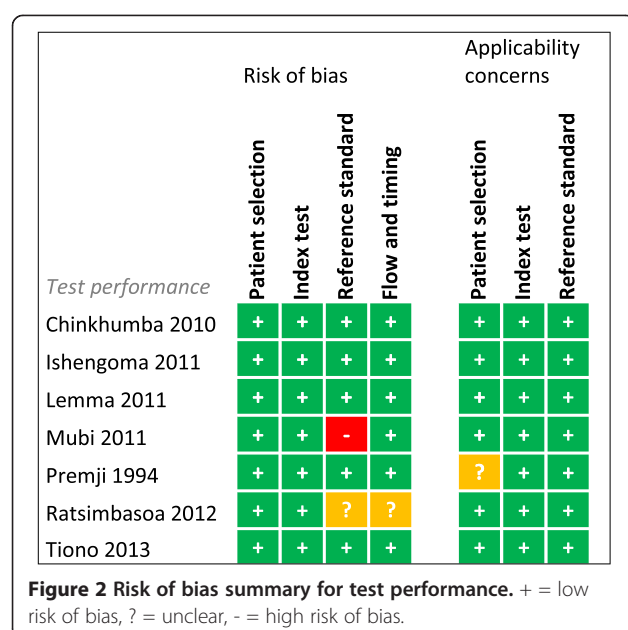 Risk of bias
Applicability
concerns
Patient selection
Index test
Reference standard
Flow and timing
Patient selection
Index test
Reference standard
Test performance
Chinkhumba 2010 + + + + + + +
Ishengoma 2011 + + + + + + +
Lemma 2011 + + + + + + +
Mubi 2011 + + - + + + +
Premji 1994 + + + + ? + +
Ratsimbasoa 2012 + + ? ? + + +
Tiono 2013 + + + + + + +
Figure 2 Risk of bias summary for test performance. + = low
risk of bias, ? = unclear, - = high risk of bias.